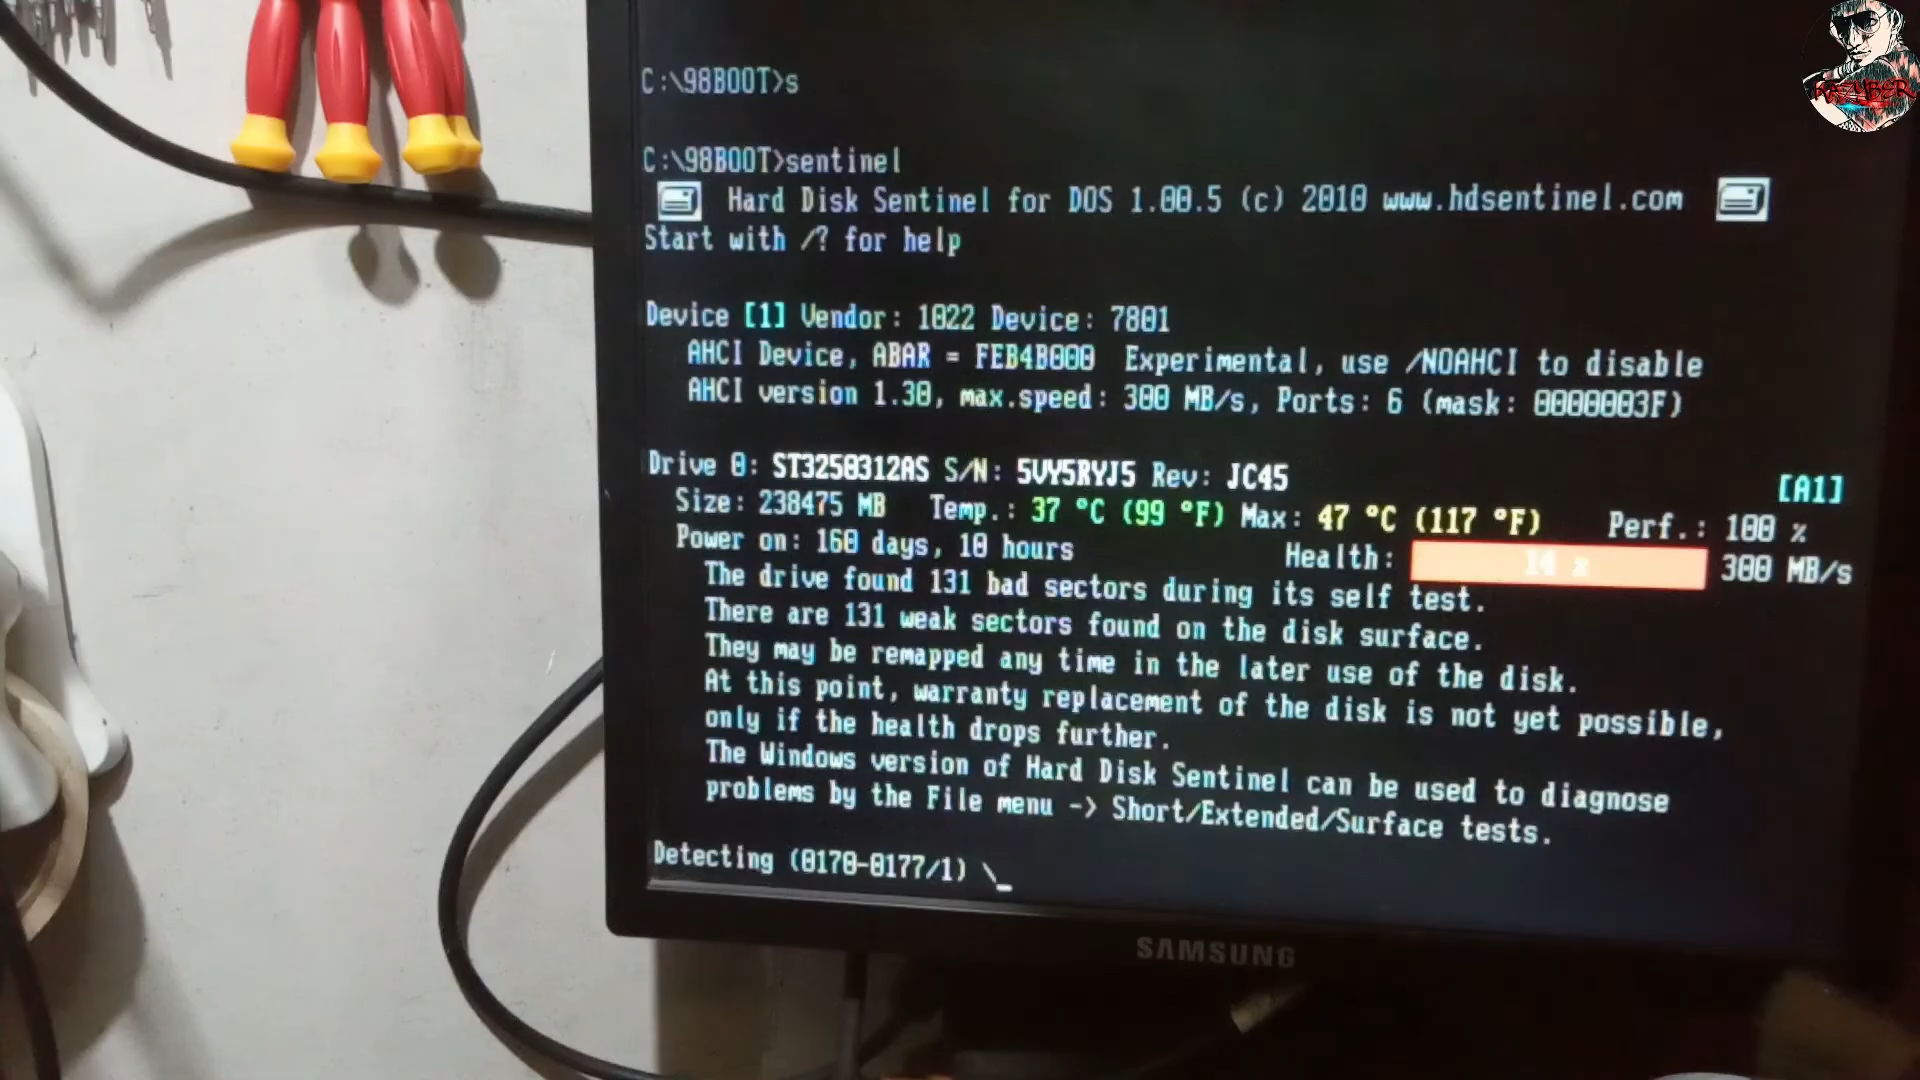 C:\98BOOT>s
C:\98BOOT>sentinel
Hard Disk Sentinel for DOS 1.00.5 (c) 2010 www.hdsentinel.com
Start with /? for help
Device [1] Vendor: 1022 Device: 7801
AHCI Device, ABAR = FEB4B000 Experimental, use /NOAHCI to disable
AHCI version 1.30, max.speed: 300 MB/s, Ports: 6 (mask: 0000003F)
Drive 0: ST3250312AS S/N: 5VY5RYJ5 Rev: JC45 [A1]
Size: 238475 MB Temp.: 37 °C (99 °F) Max: 47 °C (117 °F) Perf.: 100 %
Power on: 160 days, 10 hours Health: 14 % 300 MB/s
The drive found 131 bad sectors during its self test.
There are 131 weak sectors found on the disk surface.
They may be remapped any time in the later use of the disk.
At this point, warranty replacement of the disk is not yet possible,
only if the health drops further.
The Windows version of Hard Disk Sentinel can be used to diagnose
problems by the File menu -> Short/Extended/Surface tests.
Detecting (0170-0177/1) \_
SAMSUNG
KAZYBER